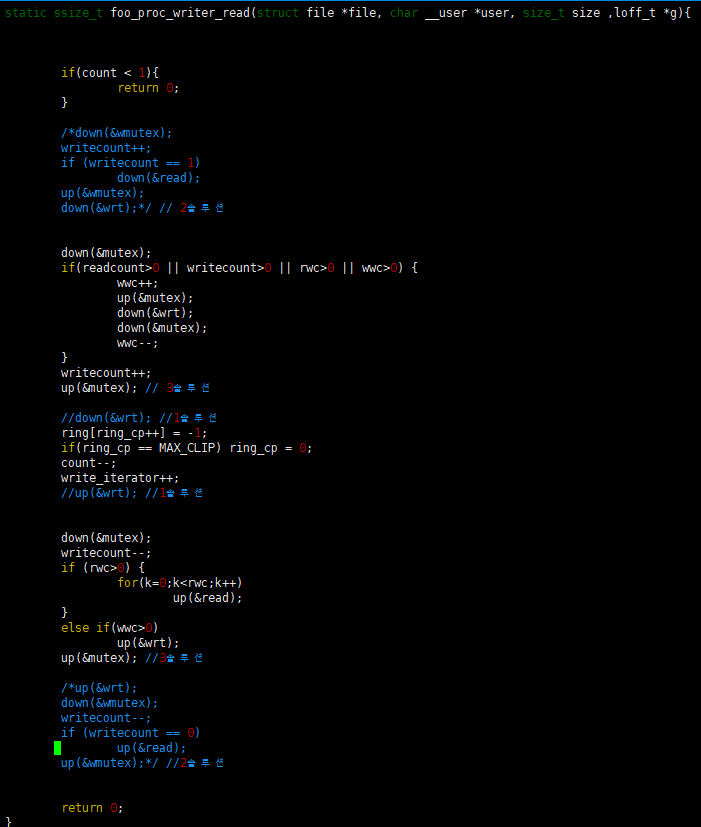 static ssize_t foo_proc_writer_read(struct file *file, char __user *user, size_t size ,loff_t *g){
if(count < 1){
return 0;
}
/*down(&wmutex);
writecount++;
if (writecount == 1)
down(&read);
up(&wmutex);
down(&wrt);*/ // 2솔루션
down(&mutex);
if(readcount>0 || writecount>0 || rwc>0 || wwc>0) {
wwc++;
up(&mutex);
down(&wrt);
down(&mutex);
wwc--;
}
writecount++;
up(&mutex); // 3솔루션
//down(&wrt); //1솔루션
ring[ring_cp++] = -1;
if(ring_cp == MAX_CLIP) ring_cp = 0;
count--;
write_iterator++;
//up(&wrt); //1솔루션
down(&mutex);
writecount--;
if (rwc>0) {
for(k=0;k<rwc;k++)
up(&read);
}
else if(wwc>0)
up(&wrt);
up(&mutex); //3솔루션
/*up(&wrt);
down(&wmutex);
writecount--;
if (writecount == 0)
up(&read);
up(&wmutex);*/ //2솔루션
return 0;
}